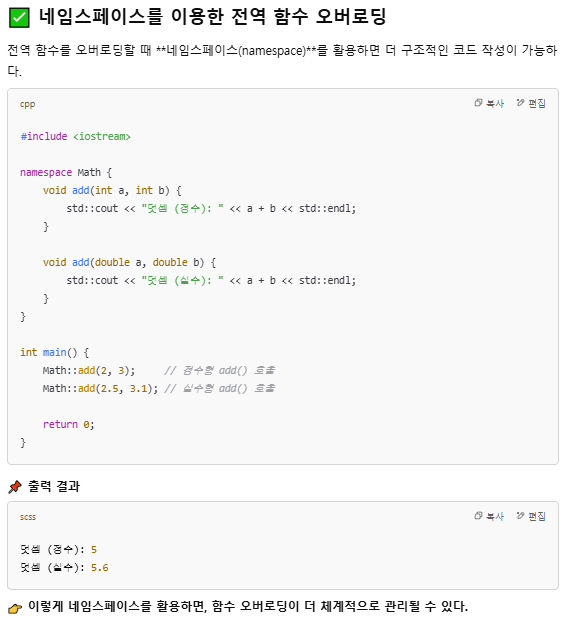 ✅ 네임스페이스를 이용한 전역 함수 오버로딩
전역 함수를 오버로딩할 때 **네임스페이스(namespace)**를 활용하면 더 구조적인 코드 작성이 가능하
다.
cpp 복사 편집
#include <iostream>
namespace Math {
    void add(int a, int b) {
        std::cout << "덧셈 (정수): " << a + b << std::endl;
    }
    void add(double a, double b) {
        std::cout << "덧셈 (실수): " << a + b << std::endl;
    }
}
int main() {
    Math::add(2, 3);     // 정수형 add() 호출
    Math::add(2.5, 3.1); // 실수형 add() 호출
    return 0;
}
📌 출력 결과
scss 복사 편집
덧셈 (정수): 5
덧셈 (실수): 5.6
👉 이렇게 네임스페이스를 활용하면, 함수 오버로딩이 더 체계적으로 관리될 수 있다.